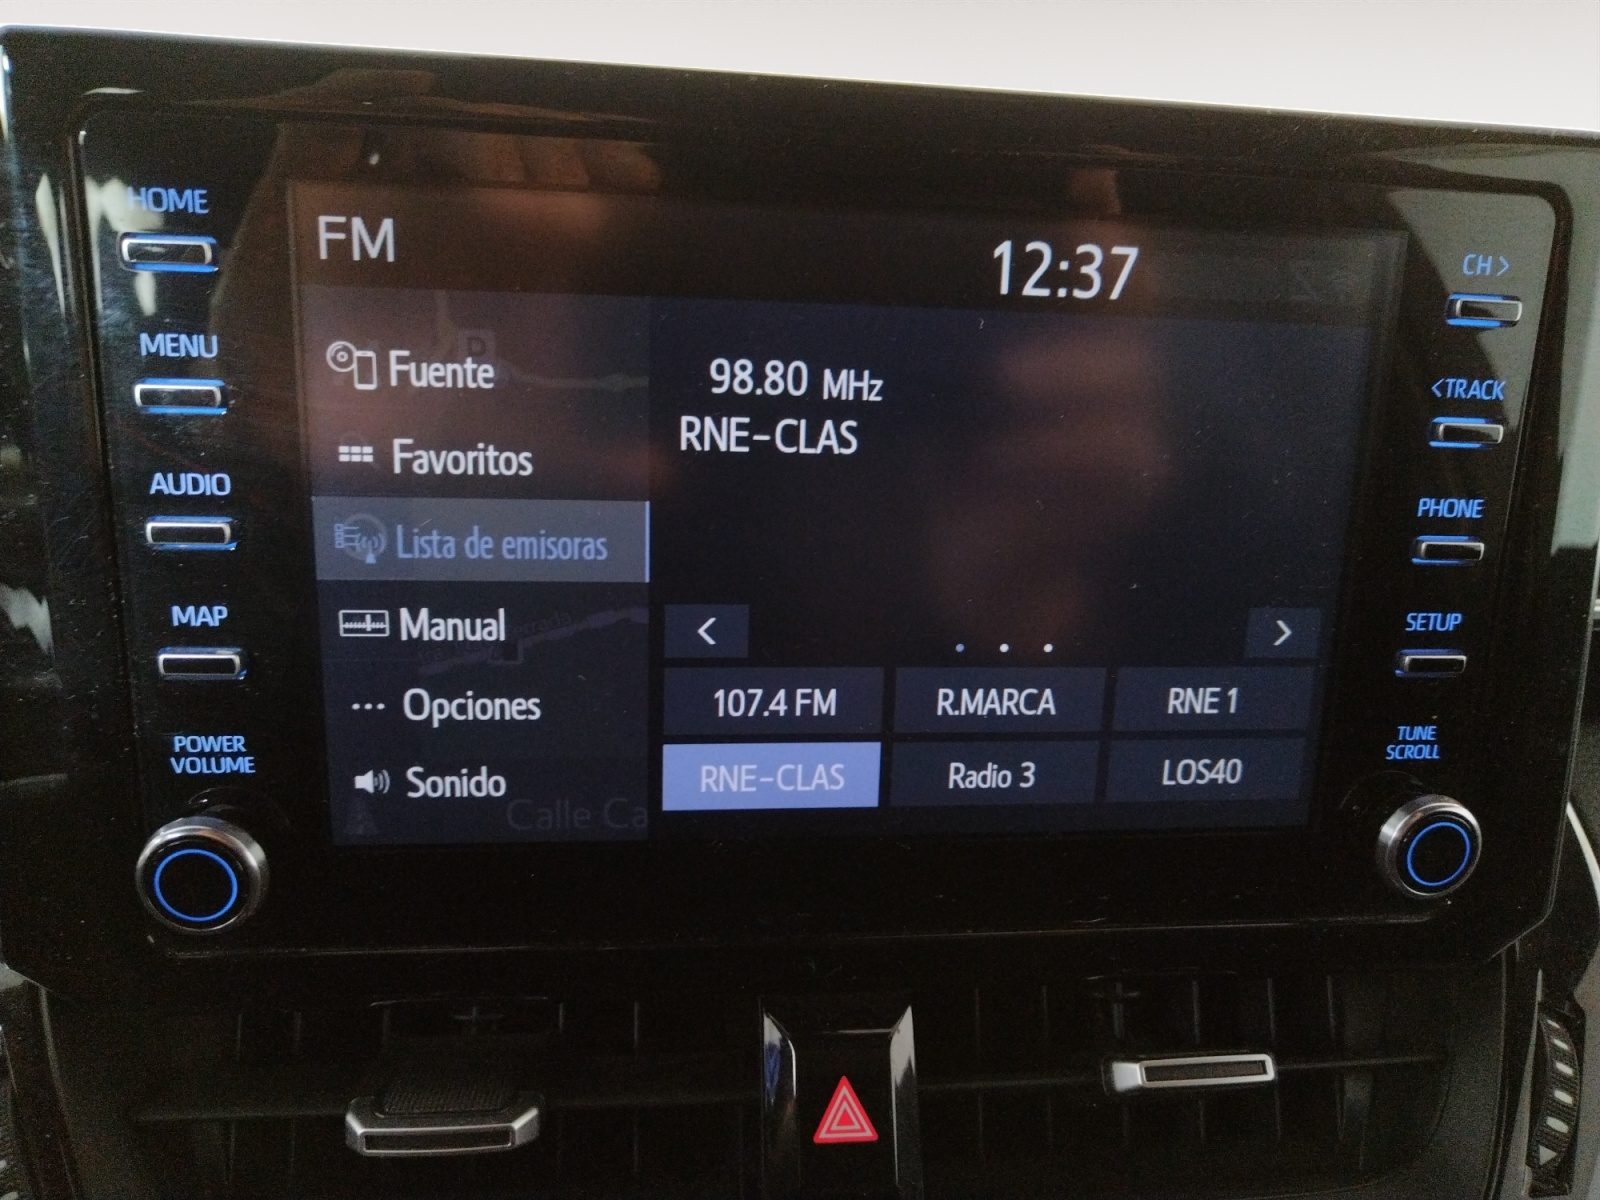 HOME
MENU
AUDIO
MAP
POWER
VOLUME
FM
12:37
Fuente
Favoritos
Lista de emisoras
Manual
Opciones
Sonido
Calle Ca
P
98.80 MHz
RNE-CLAS
107.4 FM
R.MARCA
RNE 1
RNE-CLAS
Radio 3
LOS40
CH >
<TRACK
PHONE
SETUP
TUNE
SCROLL